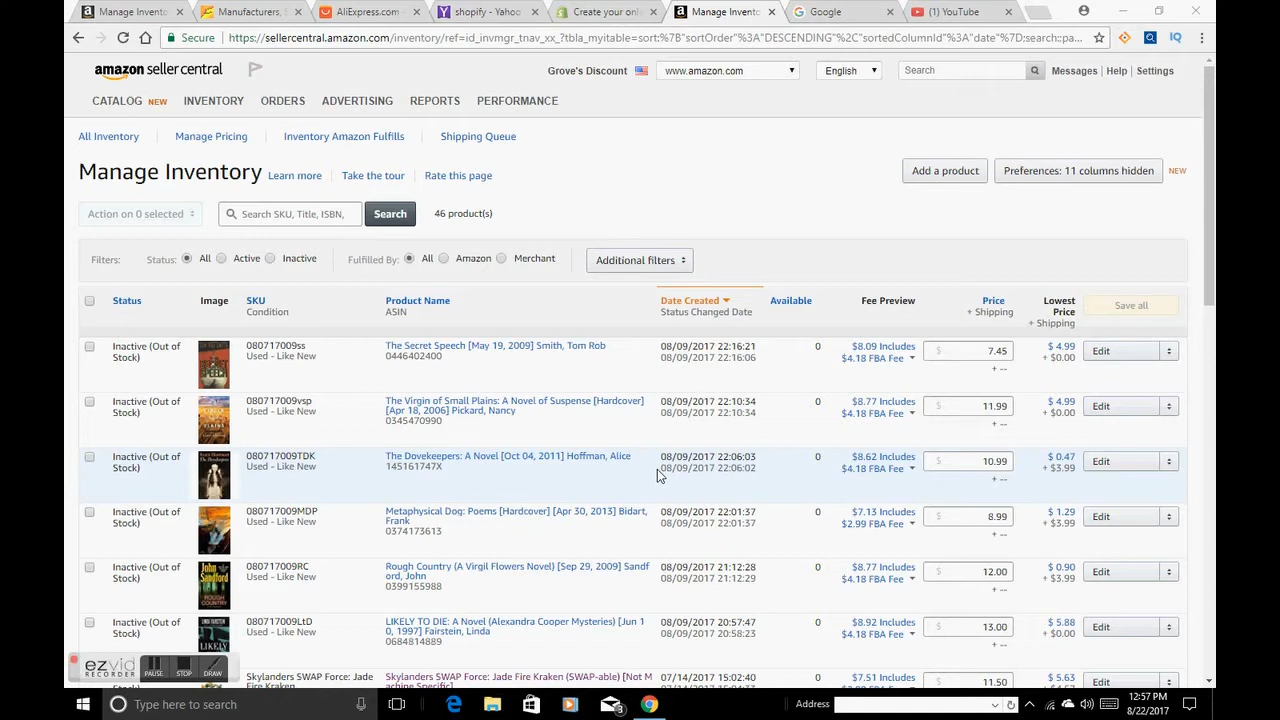 Manage Invento
Manufacturers, S
AliExpress.com -
shopify - Yahoo
Create your onli
Manage Invento
Google
(1) YouTube
Secure
https://sellercentral.amazon.com/inventory/ref=id_invmgr_tnav_xx_?tbla_myitable=sort:%7B"sortOrder"%3A"DESCENDING"%2C"sortedColumnId"%3A"date"%7D;search::pa...
amazon seller central
Grove's Discount
www.amazon.com
English
Search
Messages | Help | Settings
CATALOG NEW INVENTORY ORDERS ADVERTISING REPORTS PERFORMANCE
All Inventory
Manage Pricing
Inventory Amazon Fulfills
Shipping Queue
Manage Inventory Learn more
Take the tour
Rate this page
Add a product
Preferences: 11 columns hidden
NEW
Action on 0 selected
Search SKU, Title, ISBN,
Search
46 product(s)
Filters: Status: All Active Inactive
Fulfilled By: All Amazon Merchant
Additional filters
Status
Image
SKU
Condition
Product Name
ASIN
Date Created
Status Changed Date
Available
Fee Preview
Price
+ Shipping
Lowest
Price
+ Shipping
Save all
Inactive (Out of
Stock)
080717009ss
Used - Like New
The Secret Speech [May 19, 2009] Smith, Tom Rob
0446402400
08/09/2017 22:16:21
08/09/2017 22:16:06
0
$8.09 Includes
$4.18 FBA Fee
$ 7.45
+ --
$ 4.99
+ $0.00
Edit
Inactive (Out of
Stock)
080717009vsp
Used - Like New
The Virgin of Small Plains: A Novel of Suspense [Hardcover]
[Apr 18, 2006] Pickard, Nancy
0345470990
08/09/2017 22:10:34
08/09/2017 22:10:34
0
$8.77 Includes
$4.18 FBA Fee
$ 11.99
+ --
$ 4.99
+ $0.00
Edit
Inactive (Out of
Stock)
080717009TDK
Used - Like New
The Dovekeepers: A Novel [Oct 04, 2011] Hoffman, Alice
145161747X
08/09/2017 22:06:03
08/09/2017 22:06:02
0
$8.62 Includes
$4.18 FBA Fee
$ 10.99
+ --
$ 0.47
+ $3.99
Edit
Inactive (Out of
Stock)
080717009MDP
Used - Like New
Metaphysical Dog: Poems [Hardcover] [Apr 30, 2013] Bidart,
Frank
0374173613
08/09/2017 22:01:37
08/09/2017 22:01:37
0
$7.13 Includes
$2.99 FBA Fee
$ 8.99
+ --
$ 1.29
+ $3.99
Edit
Inactive (Out of
Stock)
080717009RC
Used - Like New
Rough Country (A Virgil Flowers Novel) [Sep 29, 2009] Sandf
ord, John
0399155988
08/09/2017 21:12:28
08/09/2017 21:12:29
0
$8.77 Includes
$4.18 FBA Fee
$ 12.00
+ --
$ 0.90
+ $3.99
Edit
Inactive (Out of
Stock)
LIKELY
080717009LtD
Used - Like New
LIKELY TO DIE: A Novel (Alexandra Cooper Mysteries) [Jun 1
0, 1997] Fairstein, Linda
0684814889
08/09/2017 20:57:47
08/09/2017 20:58:23
0
$8.92 Includes
$4.18 FBA Fee
$ 13.00
+ --
$ 5.88
+ $0.00
Edit
Skylanders SWAP Force: Jade
Fire Kraken
Skylanders SWAP Force: Jade Fire Kraken (SWAP-able) [Not M
achine Specific]
07/14/2017 15:02:40
0
$7.51 Includes
$ 11.50
$ 5.63
Edit
ezvid
RECORDER
PAUSE
STOP
DRAW
Type here to search
Address
12:57 PM
8/22/2017